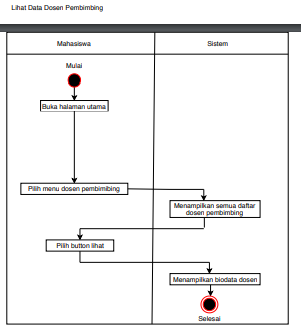 Lihat Data Dosen Pembimbing
Mahasiswa
Sistem
Mulai
Buka halaman utama
Pilih menu dosen pembimibing
Menampilkan semua daftar
dosen pembimbing
Pilih button lihat
Menampilkan biodata dosen
Selesai